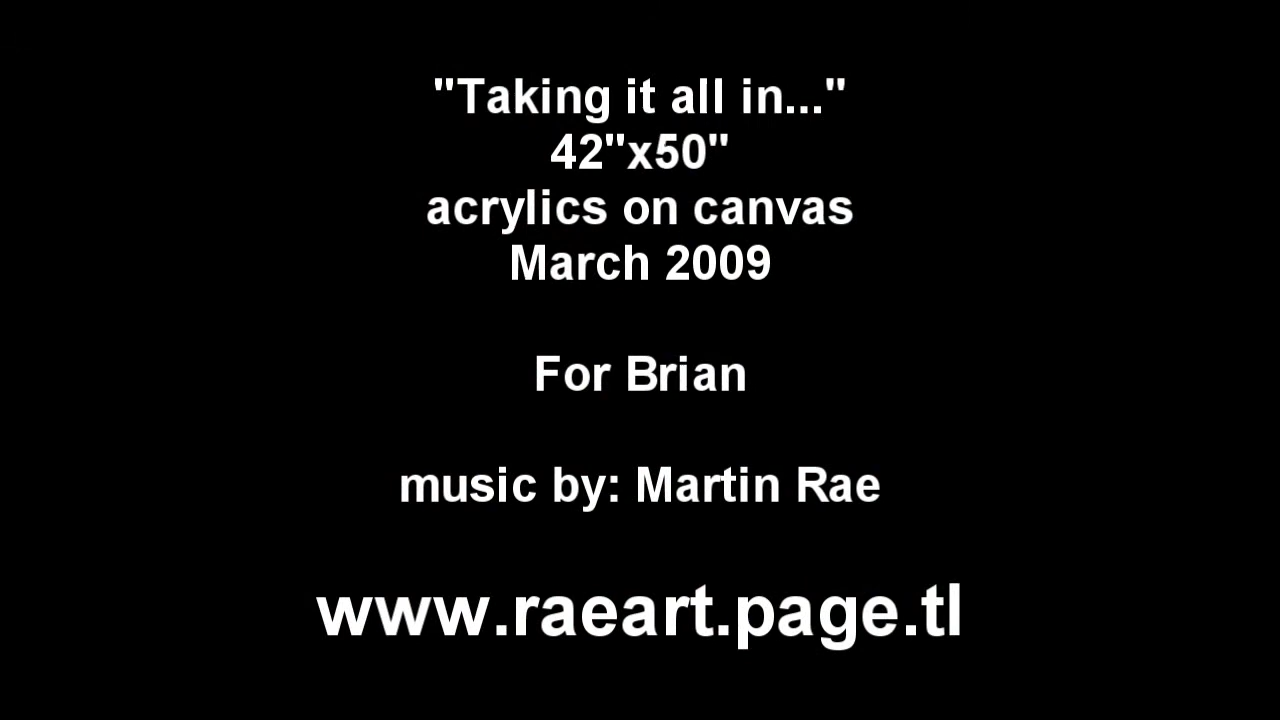 "Taking it all in..."
42"x50"
acrylics on canvas
March 2009
For Brian
music by: Martin Rae
www.raeart.page.tl